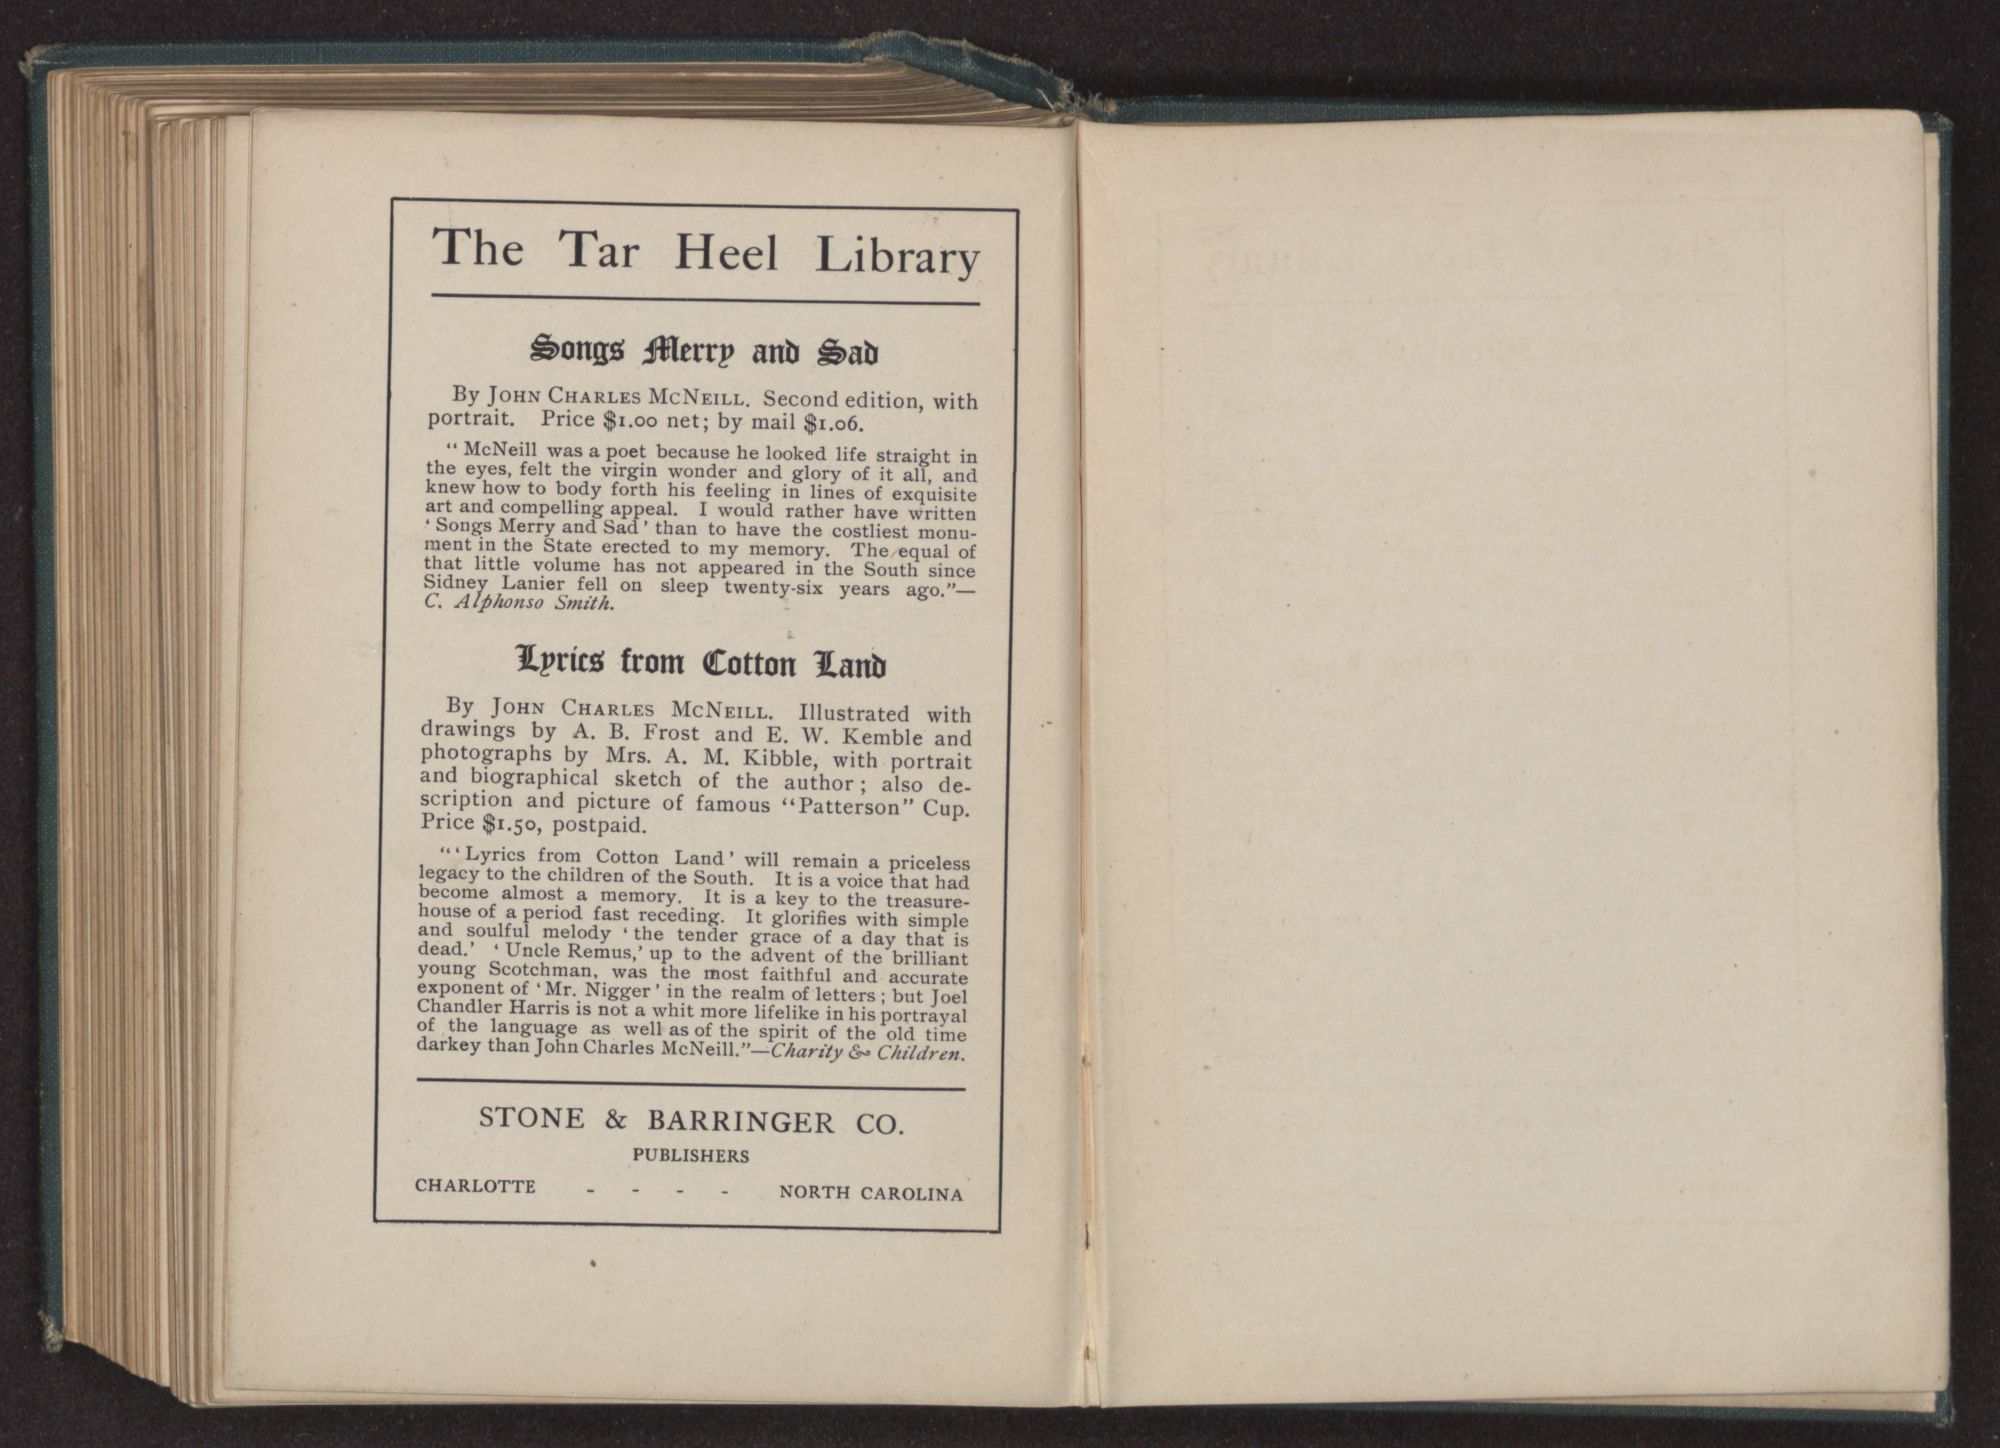 The Tar Heel Library
Songs Merry and Sad
By JOHN CHARLES MCNEILL. Second edition, with
portrait. Price $1.00 net; by mail $1.06.
“ McNeill was a poet because he looked life straight in
the eyes, felt the virgin wonder and glory of it all, and
knew how to body forth his feeling in lines of exquisite
art and compelling appeal. I would rather have written
‘ Songs Merry and Sad ’ than to have the costliest monu-
ment in the State erected to my memory. The equal of
that little volume has not appeared in the South since
Sidney Lanier fell on sleep twenty-six years ago.”—
C. Alphonso Smith.
Lyrics from Cotton Land
By JOHN CHARLES MCNEILL. Illustrated with
drawings by A. B. Frost and E. W. Kemble and
photographs by Mrs. A. M. Kibble, with portrait
and biographical sketch of the author; also de-
scription and picture of famous “Patterson” Cup.
Price $1.50, postpaid.
“‘ Lyrics from Cotton Land ’ will remain a priceless
legacy to the children of the South. It is a voice that had
become almost a memory. It is a key to the treasure-
house of a period fast receding. It glorifies with simple
and soulful melody ‘ the tender grace of a day that is
dead.’ ‘ Uncle Remus,’ up to the advent of the brilliant
young Scotchman, was the most faithful and accurate
exponent of ‘ Mr. Nigger ’ in the realm of letters; but Joel
Chandler Harris is not a whit more lifelike in his portrayal
of the language as well as of the spirit of the old time
darkey than John Charles McNeill.”—Charity & Children.
STONE & BARRINGER CO.
PUBLISHERS
CHARLOTTE - - - - NORTH CAROLINA